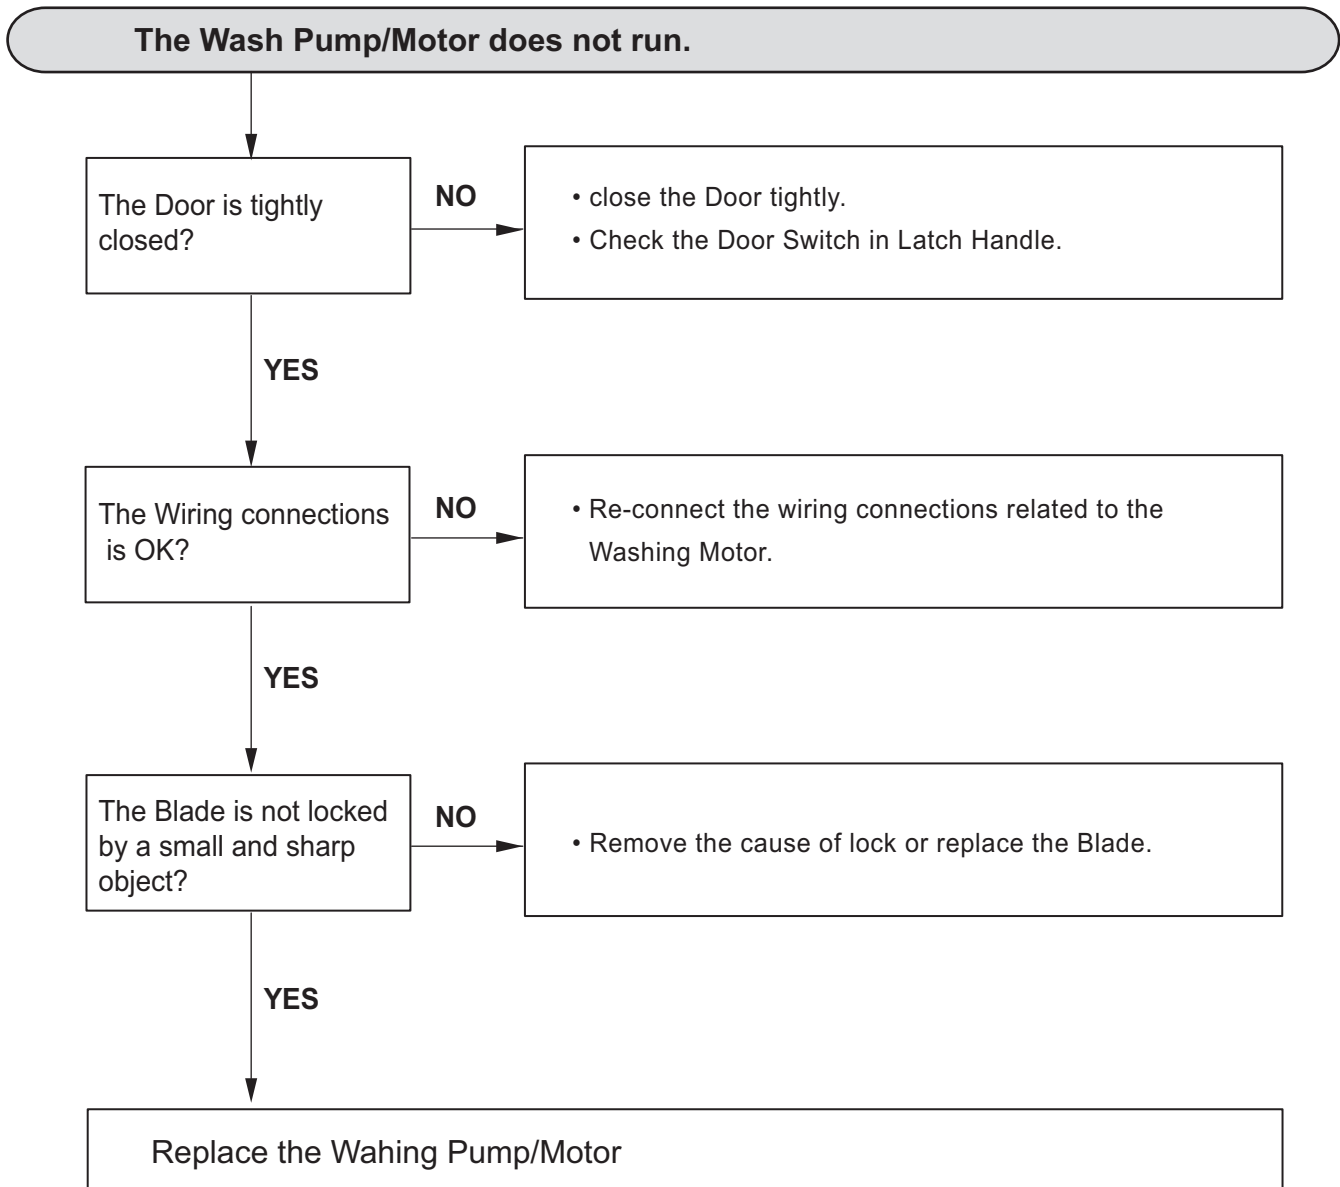 The Wash Pump/Motor does not run.
The Door is tightly
closed?
NO
• close the Door tightly.
• Check the Door Switch in Latch Handle.
YES
The Wiring connections
is OK?
NO
• Re-connect the wiring connections related to the
Washing Motor.
YES
The Blade is not locked
by a small and sharp
object?
NO
• Remove the cause of lock or replace the Blade.
YES
Replace the Wahing Pump/Motor